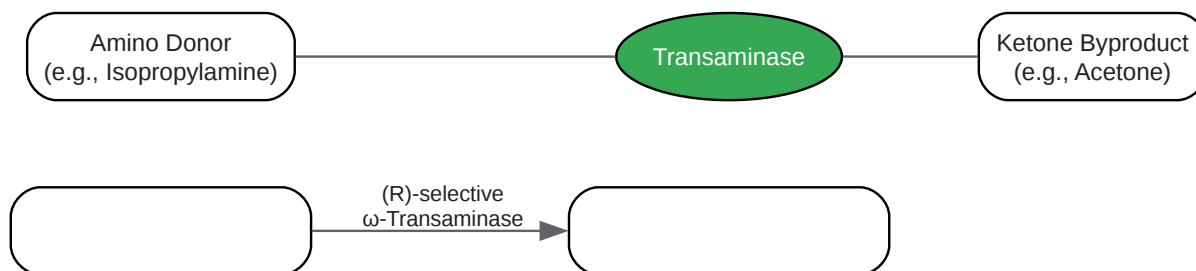 Amino Donor
(e.g., Isopropylamine)
Transaminase
Ketone Byproduct
(e.g., Acetone)
(R)-selective
ω-Transaminase